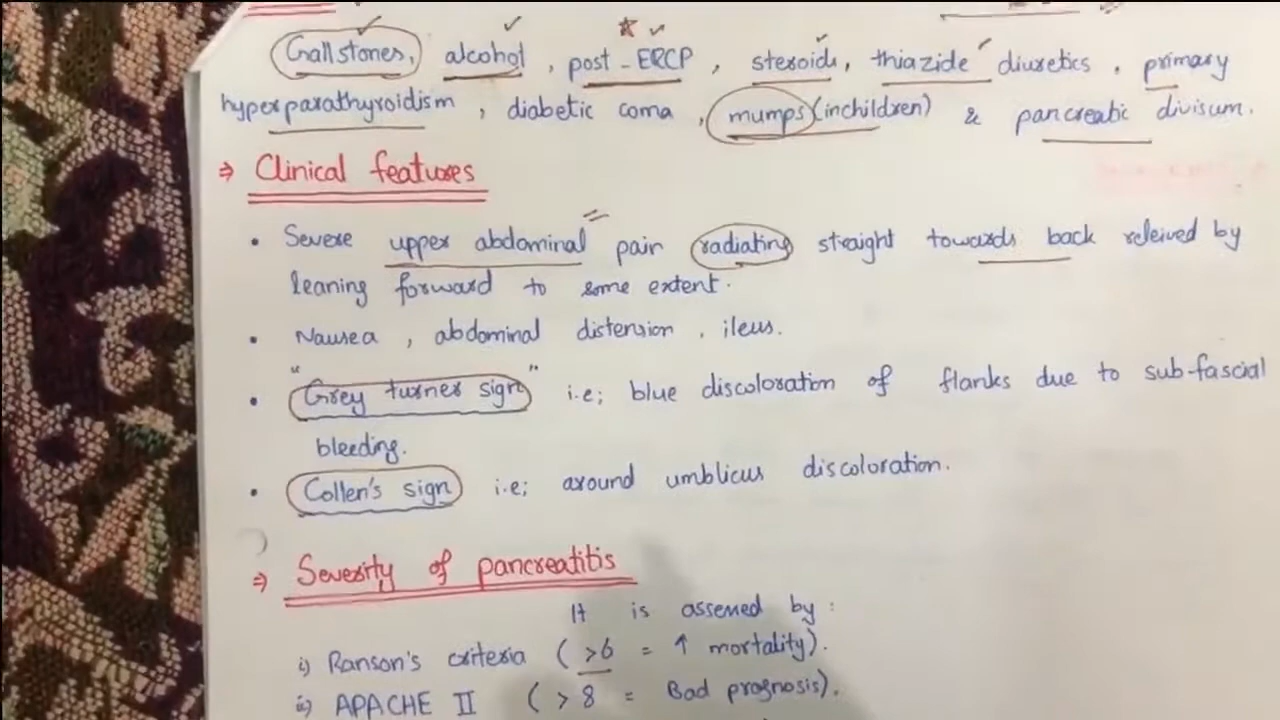 Gallstones, alcohol, post-ERCP, steroids, thiazide diuretics, primary
hyperparathyroidism, diabetic coma, mumps (in children) & pancreatic divisum.
⇒ Clinical features
• Severe upper abdominal pain radiating straight towards back releived by
leaning forward to some extent.
• Nausea, abdominal distension, ileus.
• "Grey turner sign" i.e; blue discoloration of flanks due to sub-fascial
bleeding.
• Collen's sign i.e; around umblicus discoloration.
⇒ Severity of pancreatitis
It is assessed by:
i) Ranson's criteria (>6 = ↑ mortality).
ii) APACHE II (>8 = Bad prognosis).